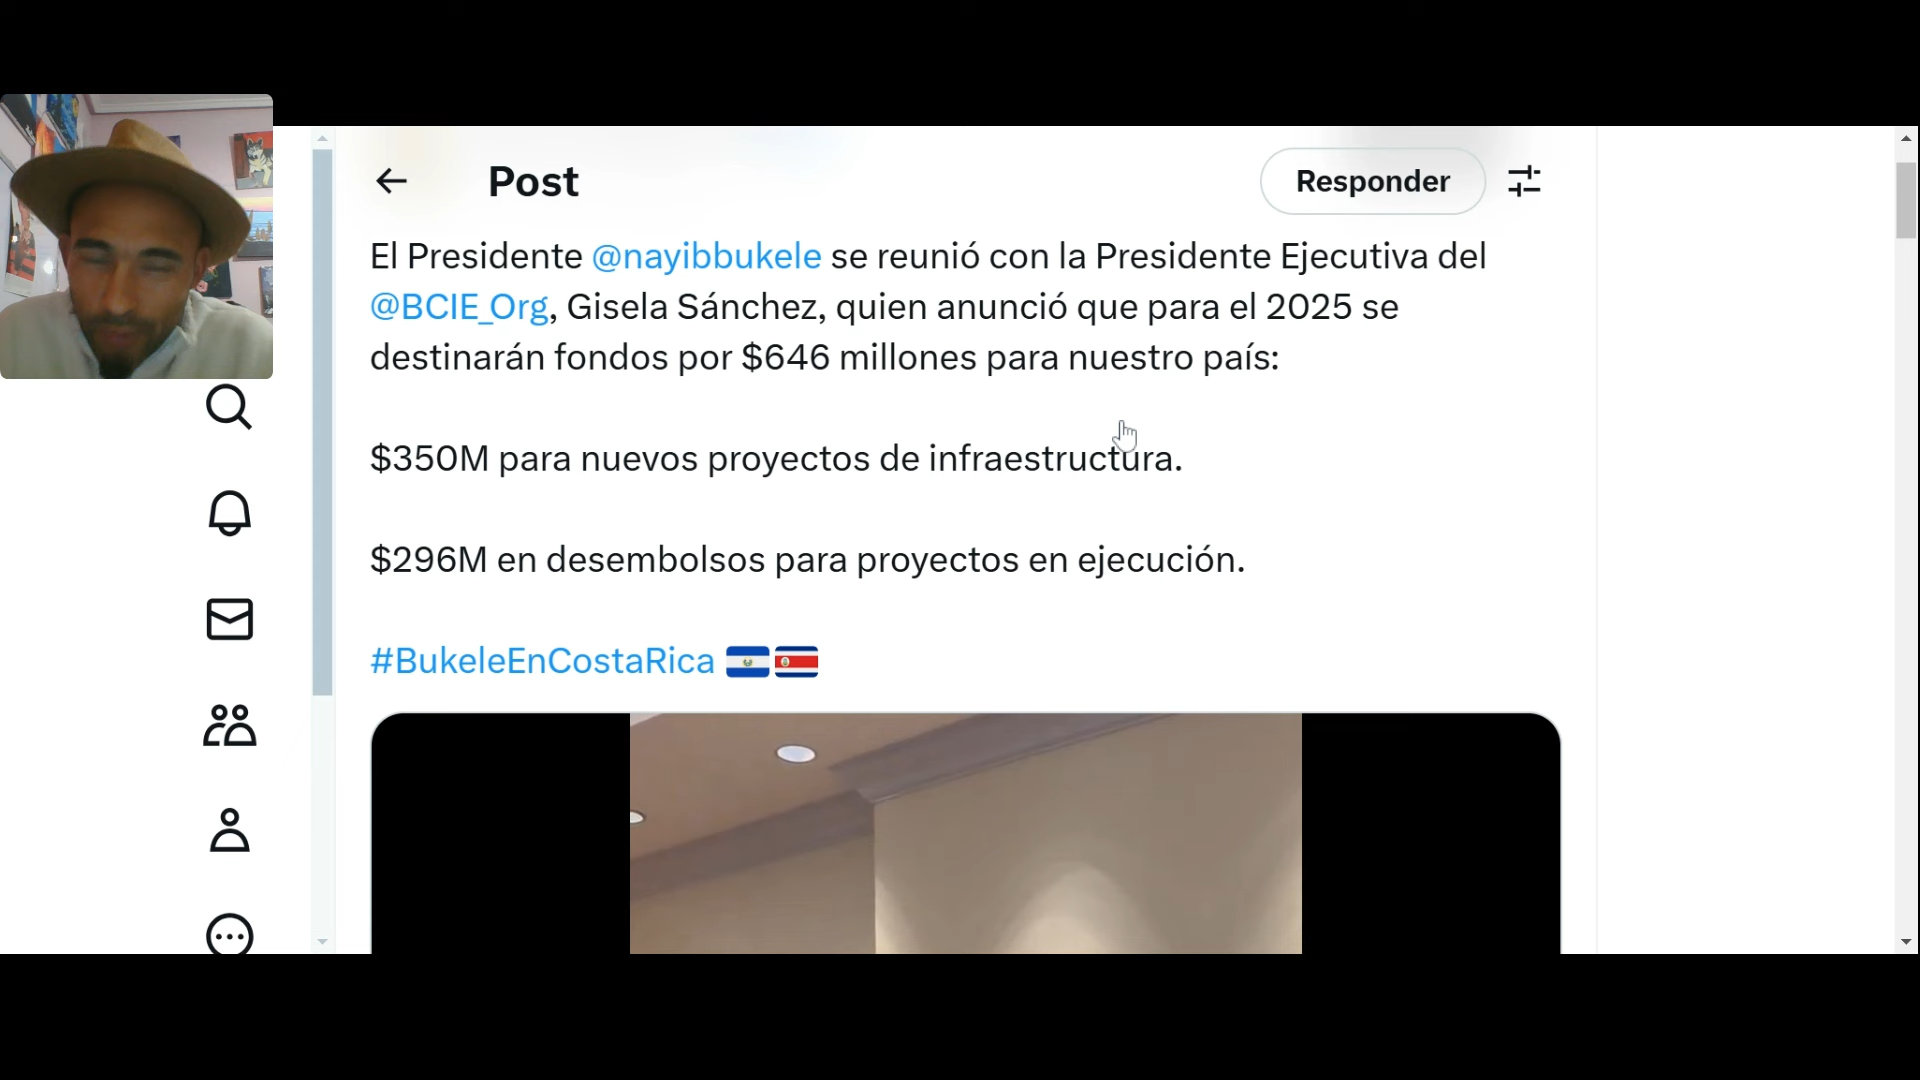 Post
Responder
El Presidente @nayibbukele se reunió con la Presidente Ejecutiva del
@BCIE_Org, Gisela Sánchez, quien anunció que para el 2025 se
destinarán fondos por $646 millones para nuestro país:
$350M para nuevos proyectos de infraestructura.
$296M en desembolsos para proyectos en ejecución.
#BukeleEnCostaRica